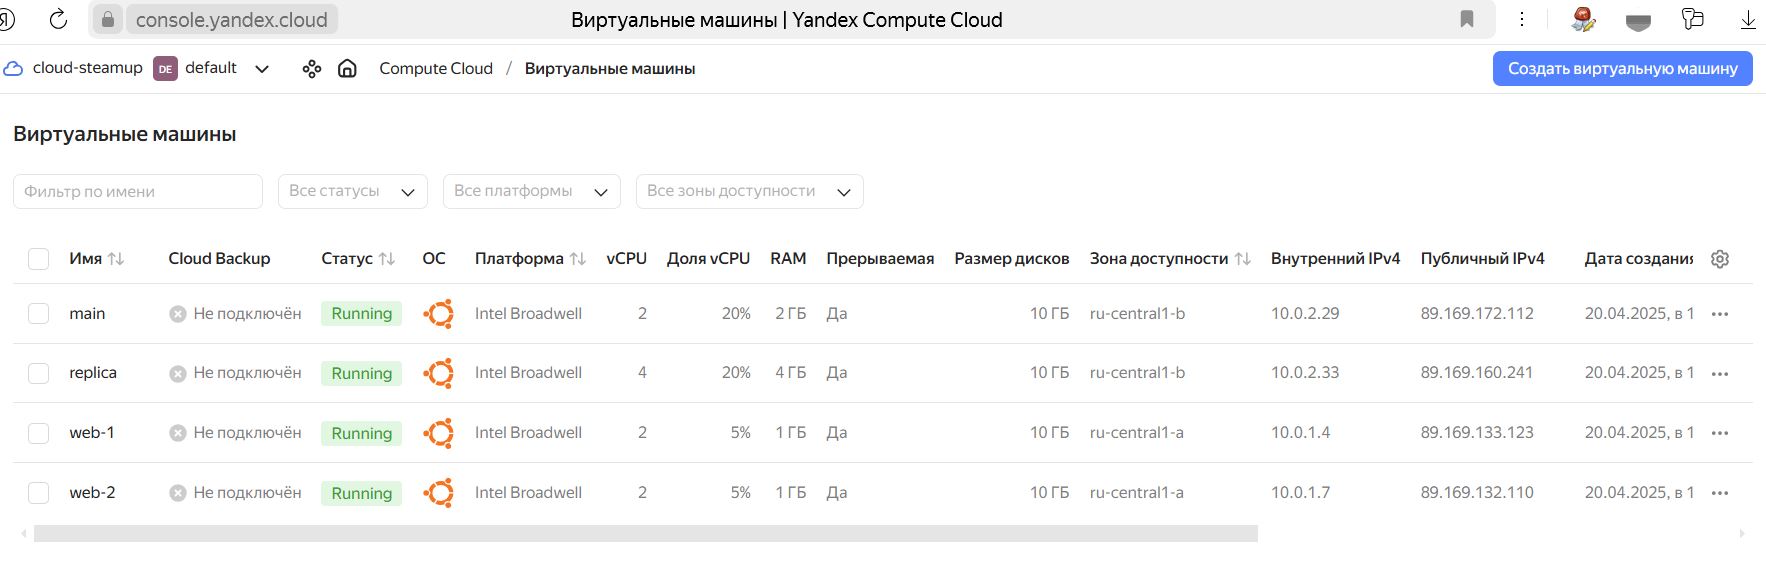 Я console.yandex.cloud Виртуальные машины | Yandex Compute Cloud
cloud-steamup DE default Compute Cloud / Виртуальные машины Создать виртуальную машину
Виртуальные машины
Фильтр по имени Все статусы Все платформы Все зоны доступности
Имя Cloud Backup Статус ОС Платформа vCPU Доля vCPU RAM Прерываемая Размер дисков Зона доступности Внутренний IPv4 Публичный IPv4 Дата создания
main Не подключён Running Intel Broadwell 2 20% 2 ГБ Да 10 ГБ ru-central1-b 10.0.2.29 89.169.172.112 20.04.2025, в 1
replica Не подключён Running Intel Broadwell 4 20% 4 ГБ Да 10 ГБ ru-central1-b 10.0.2.33 89.169.160.241 20.04.2025, в 1
web-1 Не подключён Running Intel Broadwell 2 5% 1 ГБ Да 10 ГБ ru-central1-a 10.0.1.4 89.169.133.123 20.04.2025, в 1
web-2 Не подключён Running Intel Broadwell 2 5% 1 ГБ Да 10 ГБ ru-central1-a 10.0.1.7 89.169.132.110 20.04.2025, в 1